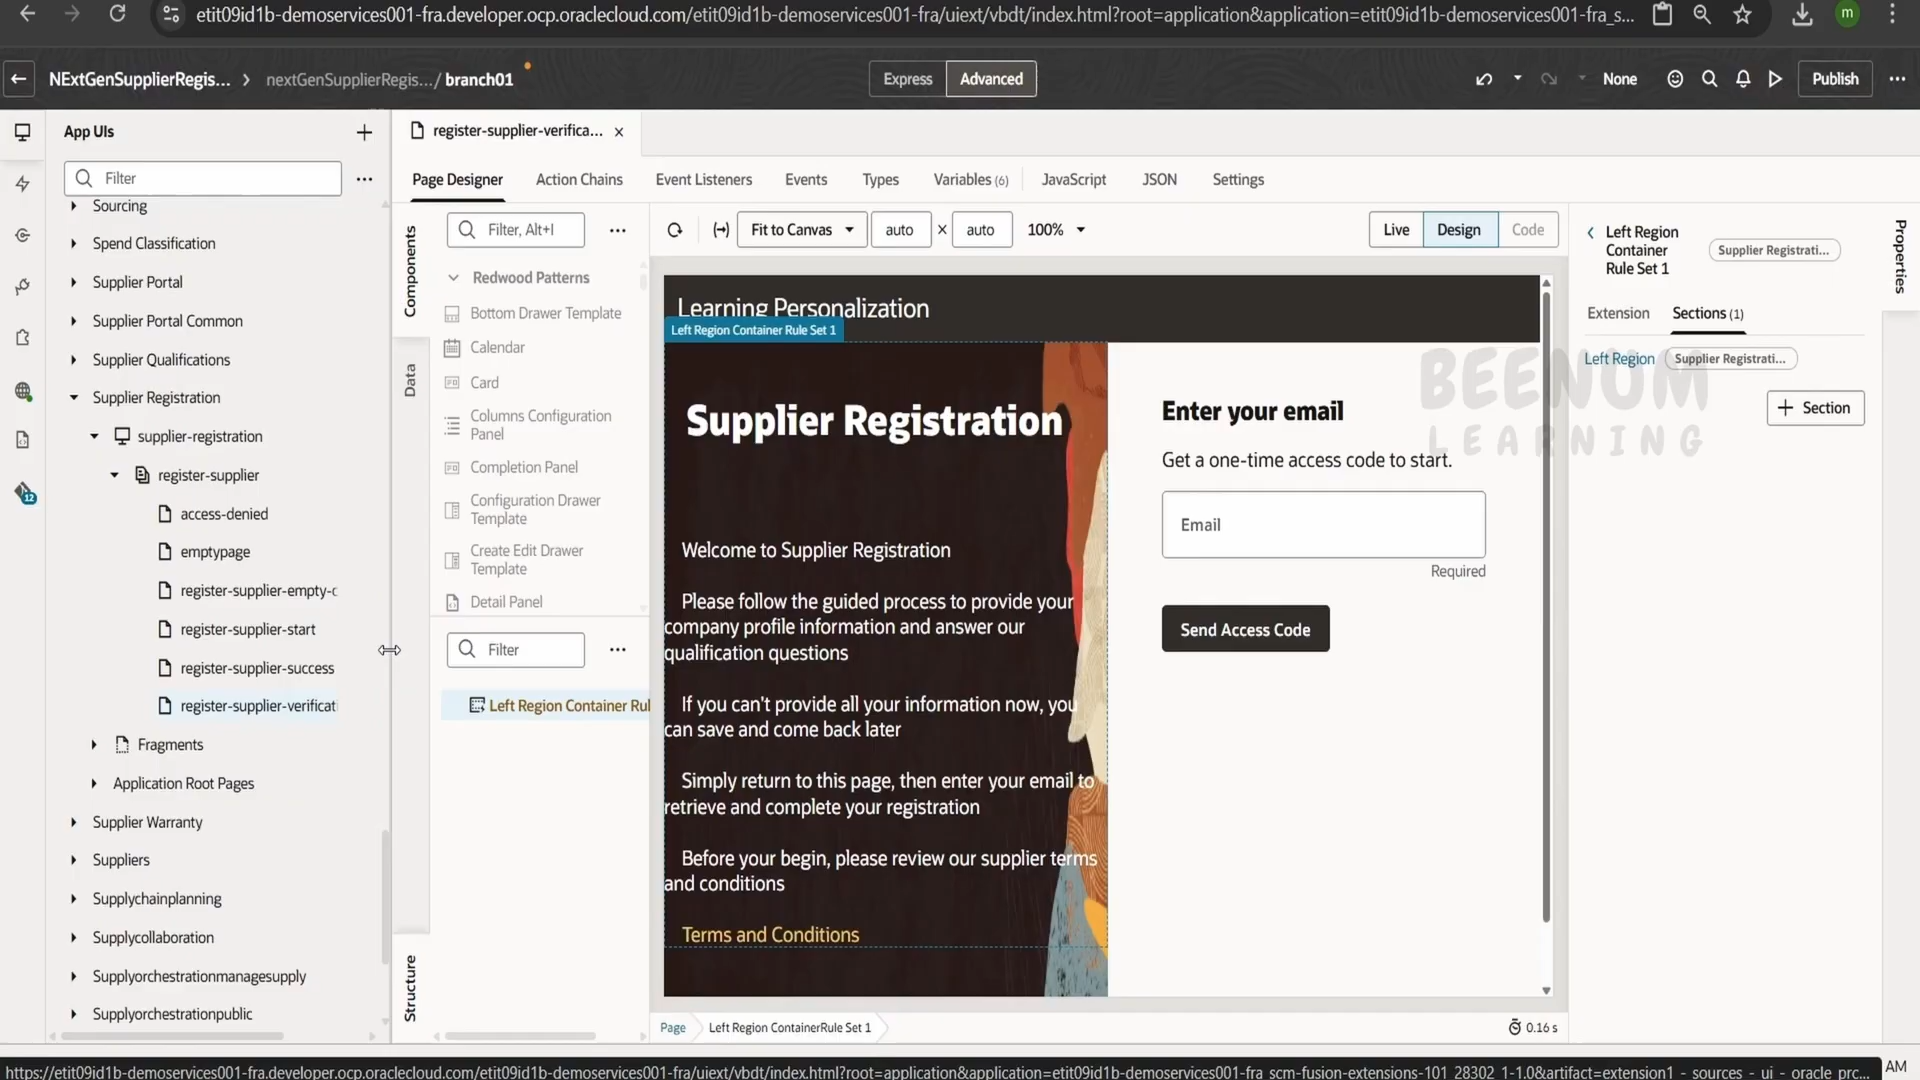 etit09id1b-demoservices001-fra.developer.ocp.oraclecloud.com/etit09id1b-demoservices001-fra/uiext/vbdt/index.html?root=application&application=etit09id1b-demoservices001-fra_s...
m
NExtGenSupplierRegis... > nextGenSupplierRegis.../ branch01
Express
Advanced
None
Publish
App UIs
Filter
Sourcing
Spend Classification
Supplier Portal
Supplier Portal Common
Supplier Qualifications
Supplier Registration
supplier-registration
register-supplier
access-denied
emptypage
register-supplier-empty-c
register-supplier-start
register-supplier-success
register-supplier-verificati
Fragments
Application Root Pages
Supplier Warranty
Suppliers
Supplychainplanning
Supplycollaboration
Supplyorchestrationmanagesupply
Supplyorchestrationpublic
12
register-supplier-verifica...
Page Designer
Action Chains
Event Listeners
Events
Types
Variables (6)
JavaScript
JSON
Settings
Components
Data
Structure
Filter, Alt+I
Redwood Patterns
Bottom Drawer Template
Calendar
Card
Columns Configuration
Panel
Completion Panel
Configuration Drawer
Template
Create Edit Drawer
Template
Detail Panel
Filter
Left Region Container Rul
Fit to Canvas
auto
×
auto
100%
Live
Design
Code
Learning Personalization
Left Region Container Rule Set 1
Supplier Registration
Welcome to Supplier Registration
Please follow the guided process to provide your
company profile information and answer our
qualification questions
If you can't provide all your information now, you
can save and come back later
Simply return to this page, then enter your email to
retrieve and complete your registration
Before your begin, please review our supplier terms
and conditions
Terms and Conditions
Enter your email
Get a one-time access code to start.
Email
Required
Send Access Code
BEENUM
LEARNING
Left Region
Container
Rule Set 1
Supplier Registrati...
Extension
Sections (1)
Left Region
Supplier Registrati...
+ Section
Properties
Page
Left Region ContainerRule Set 1
0.16 s
https://etit09id1b-demoservices001-fra.developer.ocp.oraclecloud.com/etit09id1b-demoservices001-fra/uiext/vbdt/index.html?root=application&application=etit09id1b-demoservices001-fra_scm-fusion-extensions-101_28302_1-1.0&artifact=extension1_-_sources_-_ui_-_oracle_prc...
AM